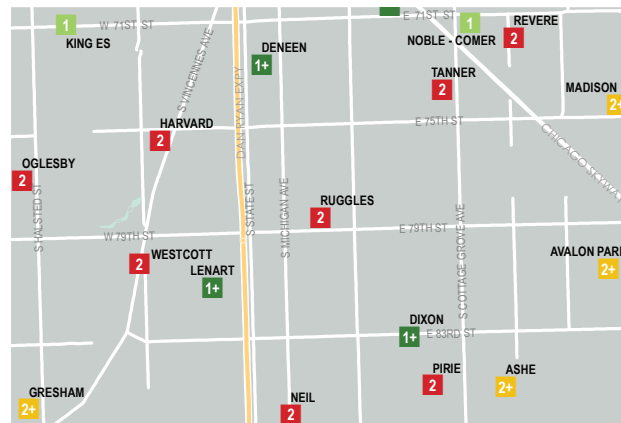 E 71ST ST
REVERE
W 71ST ST
1
1
KING ES
NOBLE - COMER
2
S VINCENNES AVE
DENEEN
1+
TANNER
2
DAN RYAN EXPY
MADISON
2+
HARVARD
2
E 75TH ST
CHICAGO SKYWAY
OGLESBY
2
S HALSTED ST
S STATE ST
S MICHIGAN AVE
RUGGLES
2
S COTTAGE GROVE AVE
E 79TH ST
W 79TH ST
WESTCOTT
2
LENART
1+
AVALON PARK
2+
DIXON
1+
E 83RD ST
PIRIE
2
ASHE
2+
GRESHAM
2+
NEIL
2